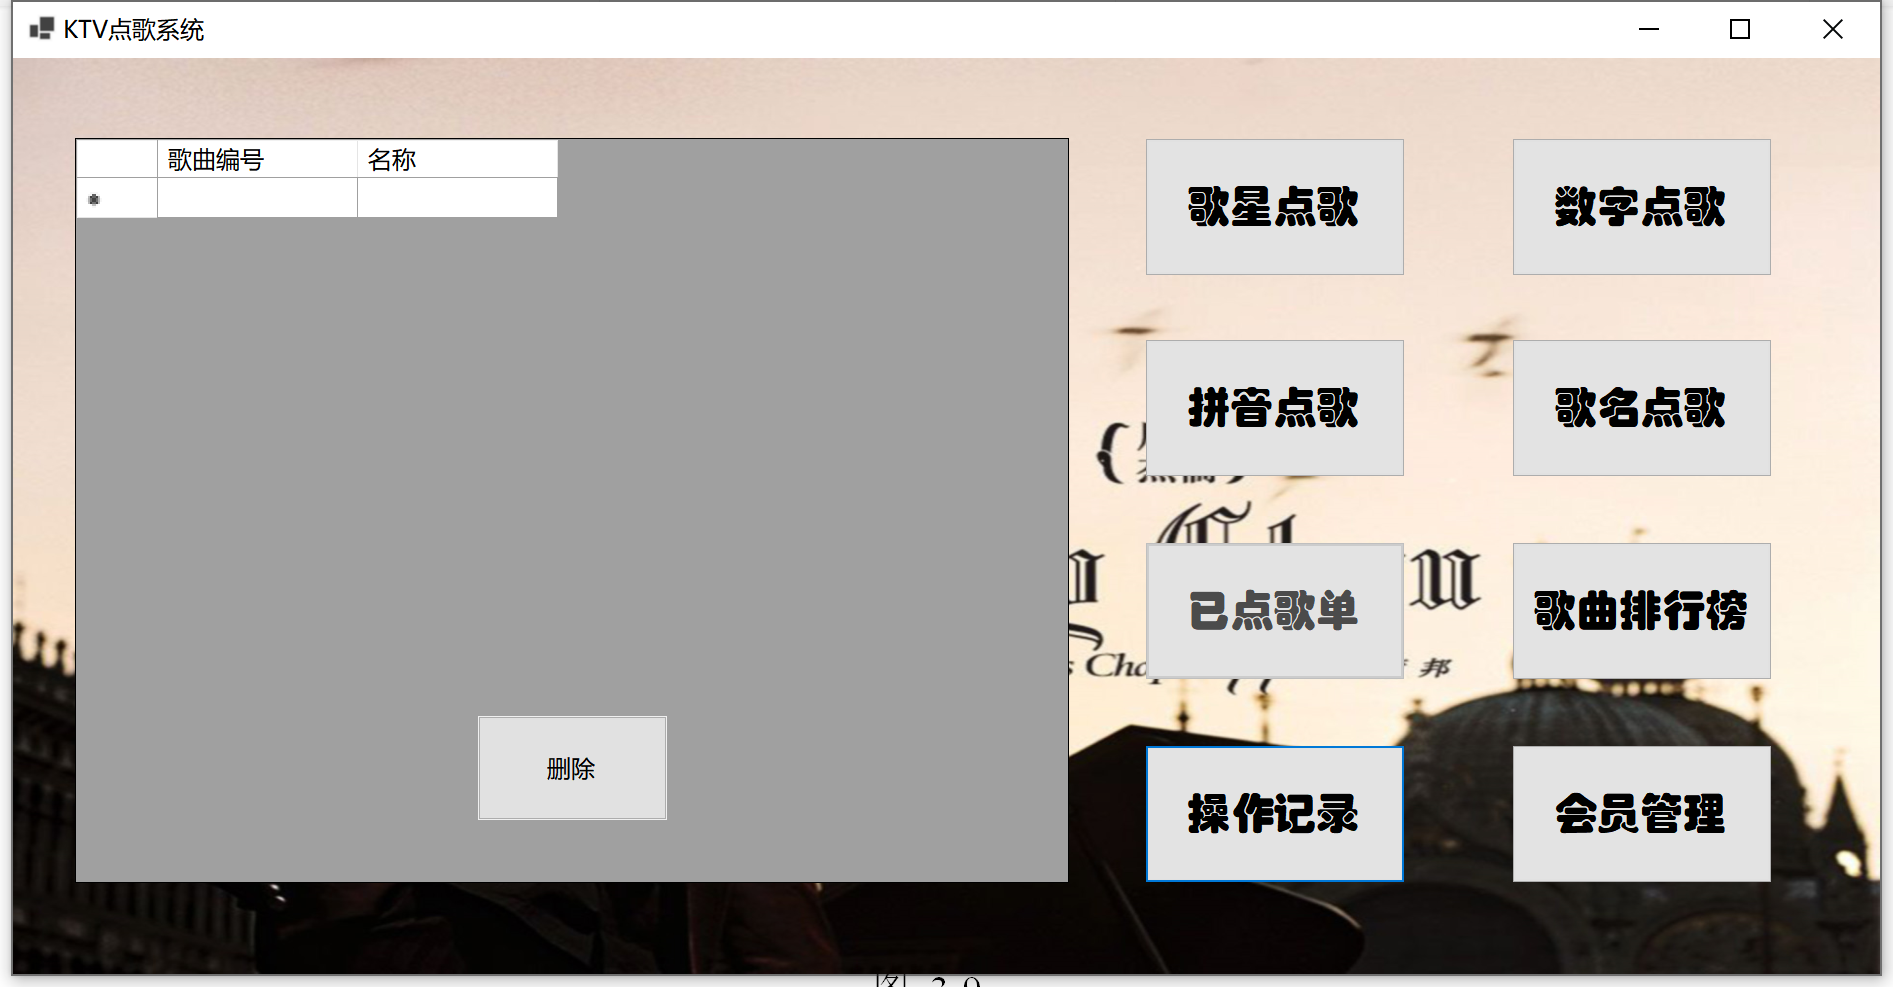 KTV点歌系统
歌曲编号 名称
删除
歌星点歌 数字点歌
拼音点歌 歌名点歌
已点歌单 歌曲排行榜
s Cho
邦
操作记录 会员管理